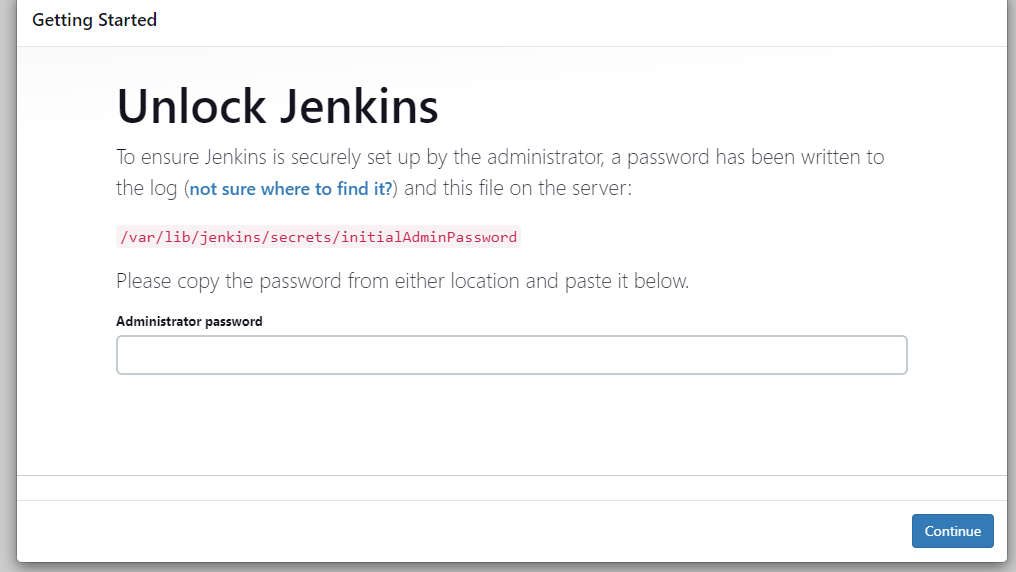 Getting Started
Unlock Jenkins
To ensure Jenkins is securely set up by the administrator, a password has been written to
the log (not sure where to find it?) and this file on the server:
/var/lib/jenkins/secrets/initialAdminPassword
Please copy the password from either location and paste it below.
Administrator password
Continue